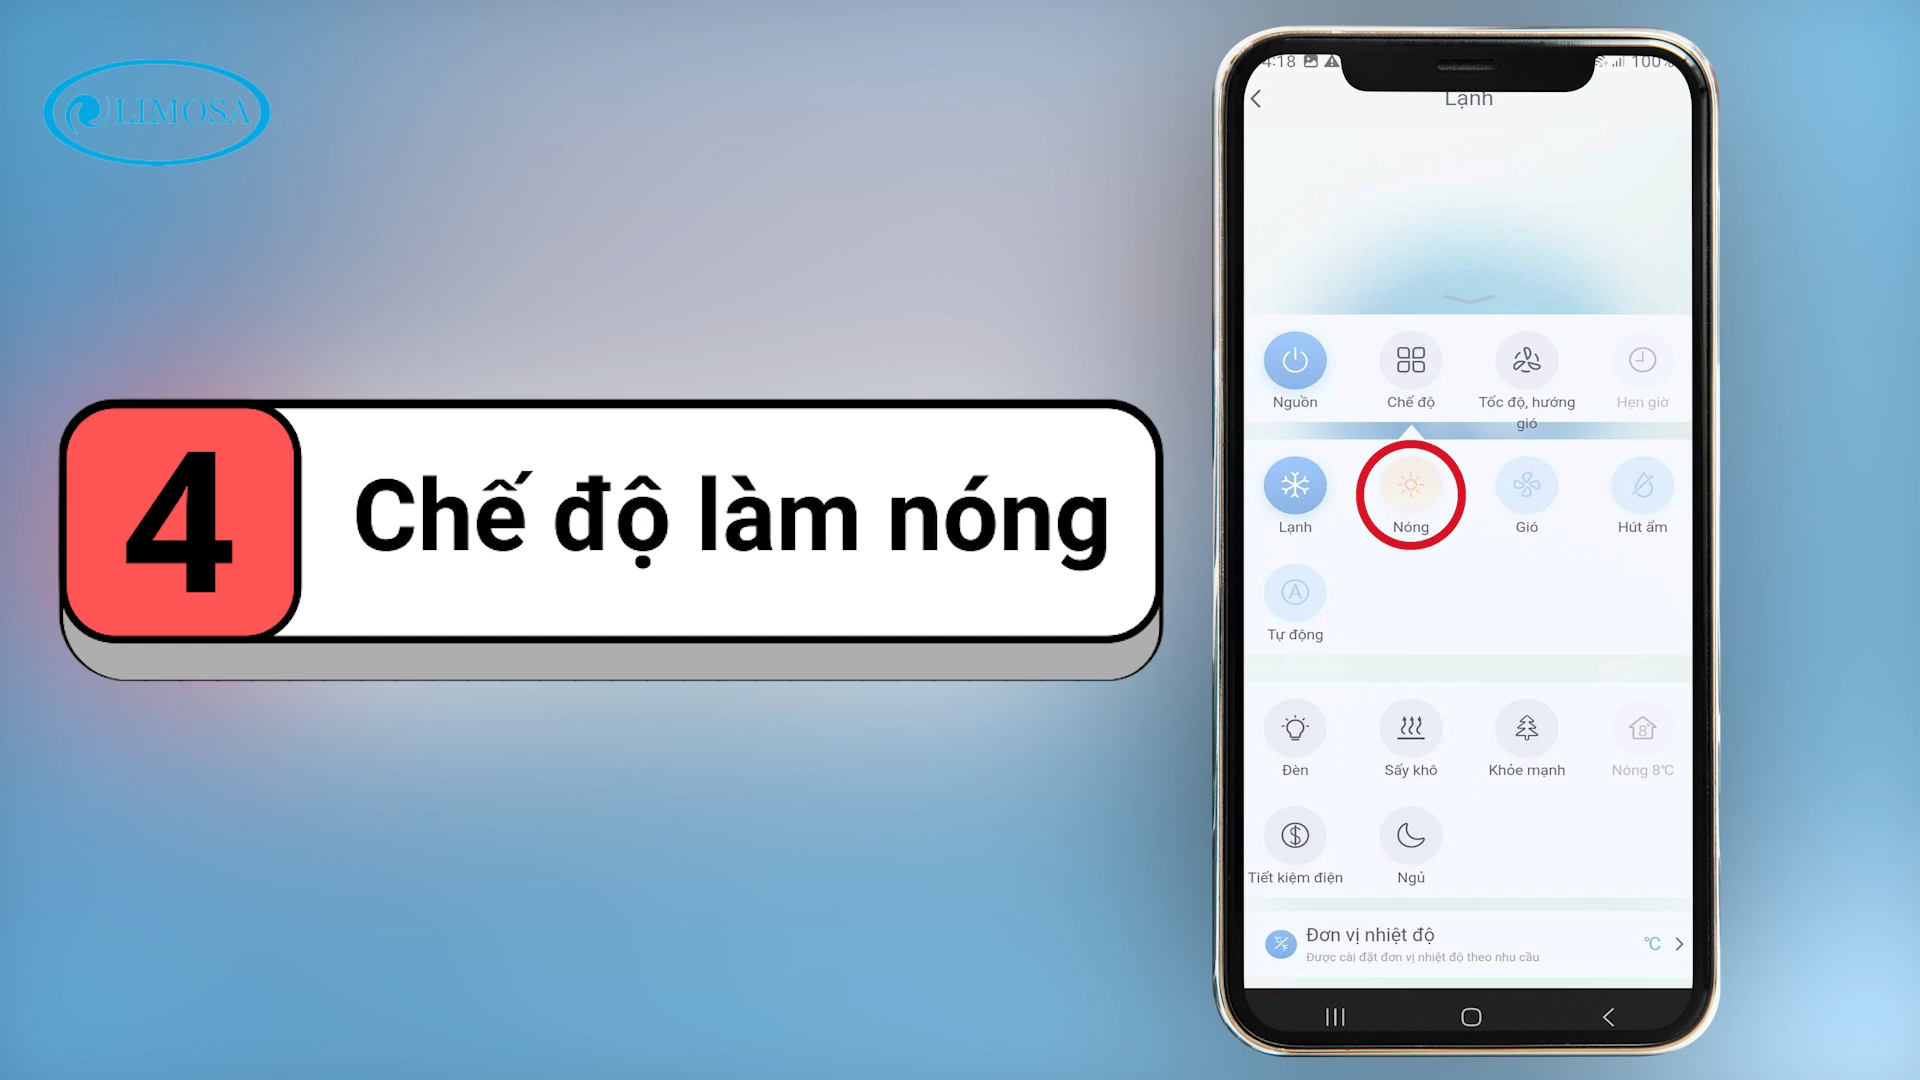 LIMOSA
4
Chế độ làm nóng
4:18
100%
Lạnh
Nguồn
Chế độ
Tốc độ, hướng
gió
Hẹn giờ
Lạnh
Nóng
Gió
Hút ẩm
A
Tự động
Đèn
Sấy khô
Khỏe mạnh
8°
Nóng 8℃
$
Tiết kiệm điện
Ngủ
Đơn vị nhiệt độ
Được cài đặt đơn vị nhiệt độ theo nhu cầu
℃